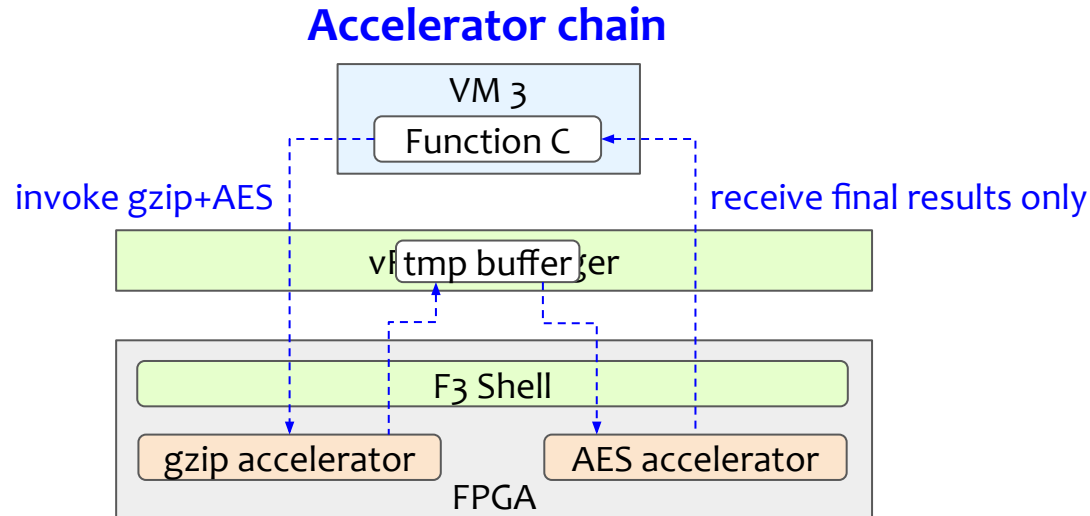 Accelerator chain
VM 3
Function C
invoke gzip+AES
receive final results only
tmp buffer
F3 Shell
gzip accelerator
AES accelerator
FPGA